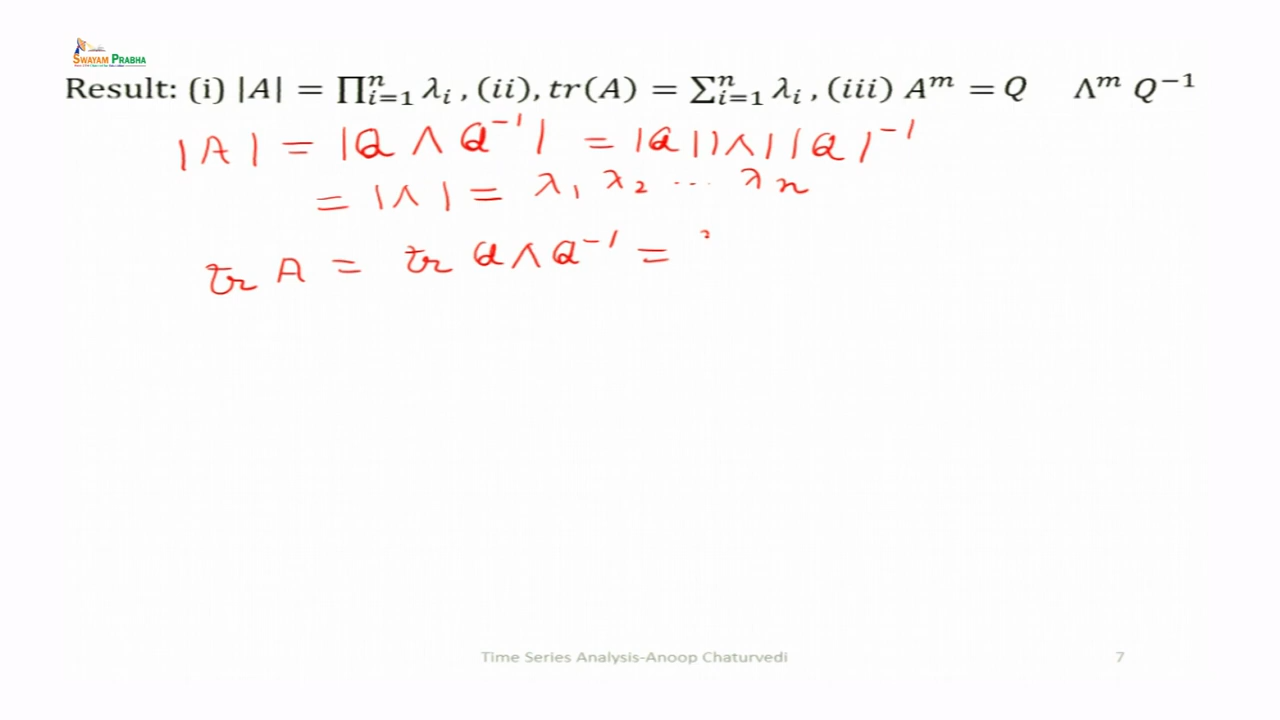 SWAYAM PRABHA
Result: (i) |A| = ∏ⁿᵢ₌₁ λᵢ , (ii), tr(A) = ∑ⁿᵢ₌₁ λᵢ , (iii) Aᵐ = Q Λᵐ Q⁻¹
|A| = |Q Λ Q⁻¹| = |Q||Λ||Q|⁻¹
= |Λ| = λ₁ λ₂ ... λₙ
tr A = tr QΛQ⁻¹ =
Time Series Analysis-Anoop Chaturvedi 7